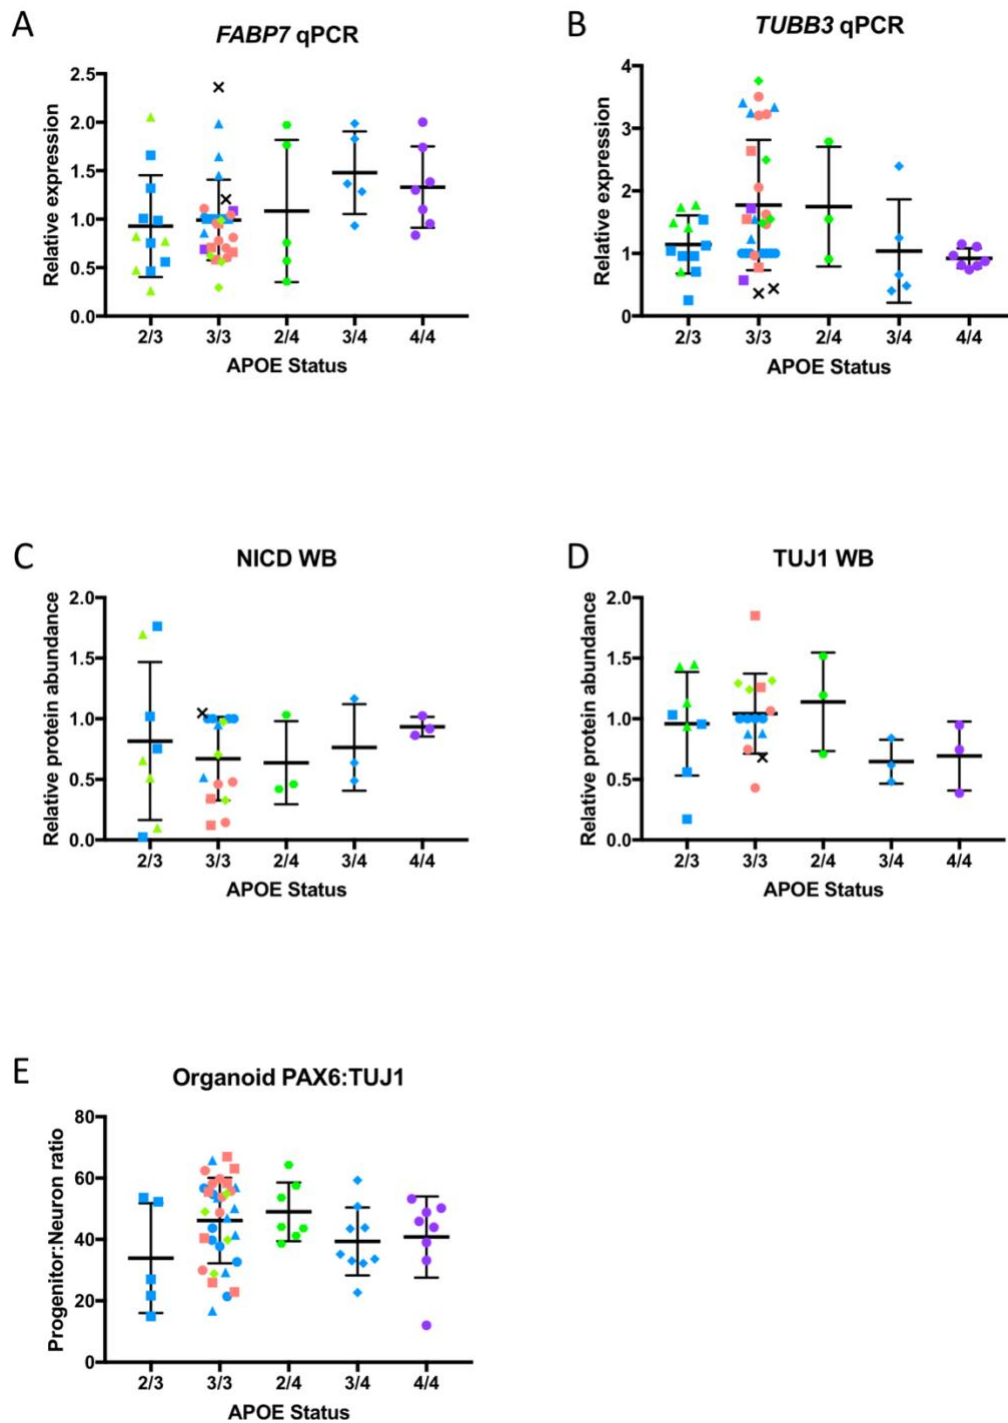 A
FABP7 qPCR
Relative expression
2.5
2.0
1.5
1.0
0.5
0.0
2/3 3/3 2/4 3/4 4/4
APOE Status
B
TUBB3 qPCR
Relative expression
4
3
2
1
0
2/3 3/3 2/4 3/4 4/4
APOE Status
C
NICD WB
Relative protein abundance
2.0
1.5
1.0
0.5
0.0
2/3 3/3 2/4 3/4 4/4
APOE Status
D
TUJ1 WB
Relative protein abundance
2.0
1.5
1.0
0.5
0.0
2/3 3/3 2/4 3/4 4/4
APOE Status
E
Organoid PAX6:TUJ1
Progenitor:Neuron ratio
80
60
40
20
0
2/3 3/3 2/4 3/4 4/4
APOE Status